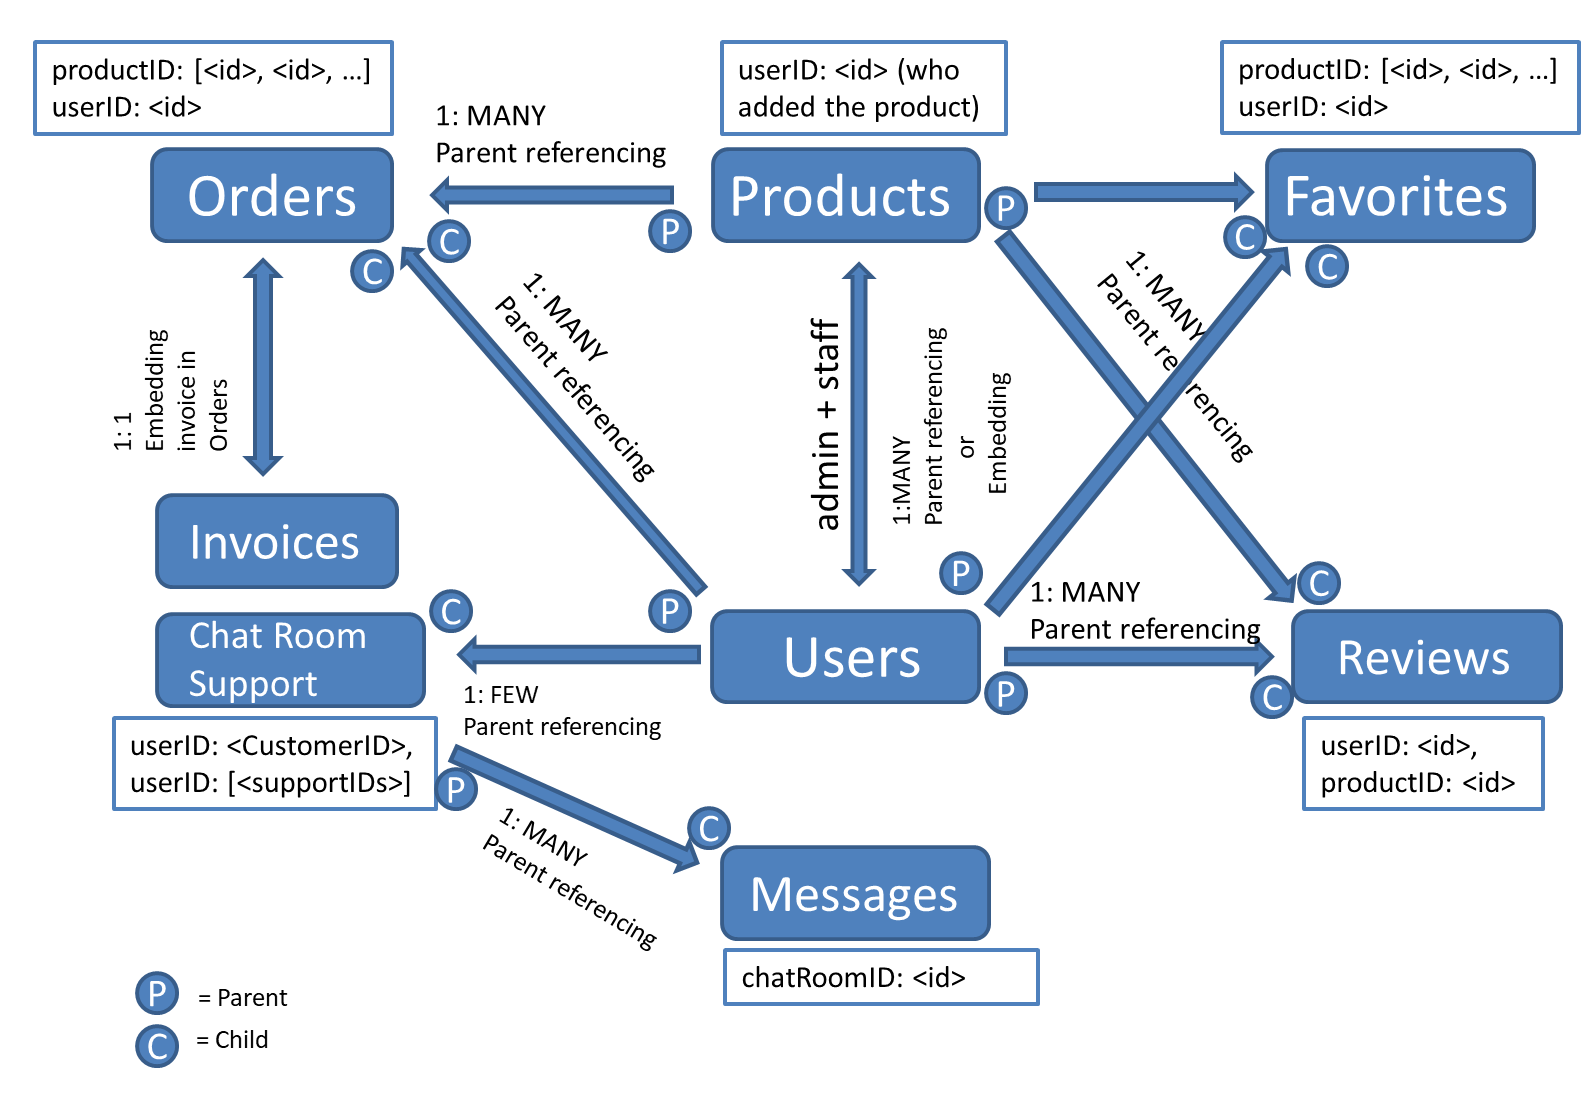 productID: [<id>, <id>, ...]
userID: <id>
userID: <id> (who
added the product)
productID: [<id>, <id>, ...]
userID: <id>
1: MANY
Parent referencing
Orders
Products
Favorites
P
C
P
C
C
C
1: MANY
Parent referencing
1: MANY
Parent referencing
1: 1
Embedding
invoice in
Orders
admin + staff
1:MANY
Parent referencing
or
Embedding
Invoices
P
C
P
C
1: MANY
Parent referencing
Chat Room
Support
Users
Reviews
1: FEW
Parent referencing
P
C
userID: <CustomerID>,
userID: [<supportIDs>]
userID: <id>,
productID: <id>
P
C
1: MANY
Parent referencing
Messages
chatRoomID: <id>
P
= Parent
C
= Child